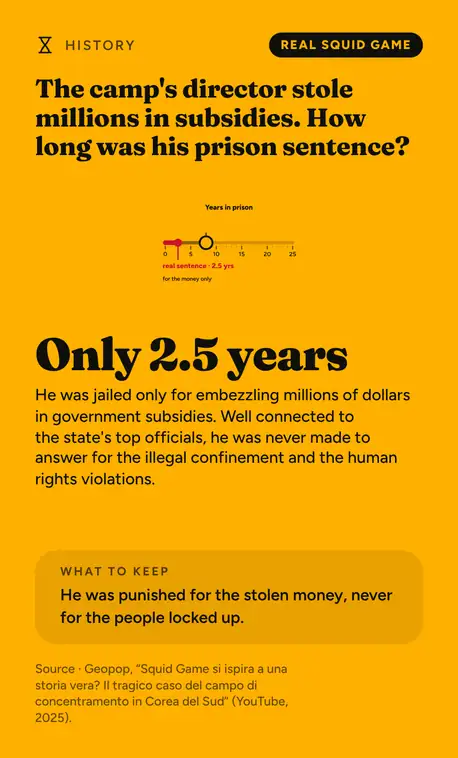 HISTORY
REAL SQUID GAME
The camp's director stole
millions in subsidies. How
long was his prison sentence?
Years in prison
0 5 10 15 20 25
real sentence · 2.5 yrs
for the money only
Only 2.5 years
He was jailed only for embezzling millions of dollars
in government subsidies. Well connected to
the state's top officials, he was never made to
answer for the illegal confinement and the human
rights violations.
WHAT TO KEEP
He was punished for the stolen money, never
for the people locked up.
Source · Geopop, "Squid Game si ispira a una
storia vera? Il tragico caso del campo di
concentramento in Corea del Sud" (YouTube,
2025).